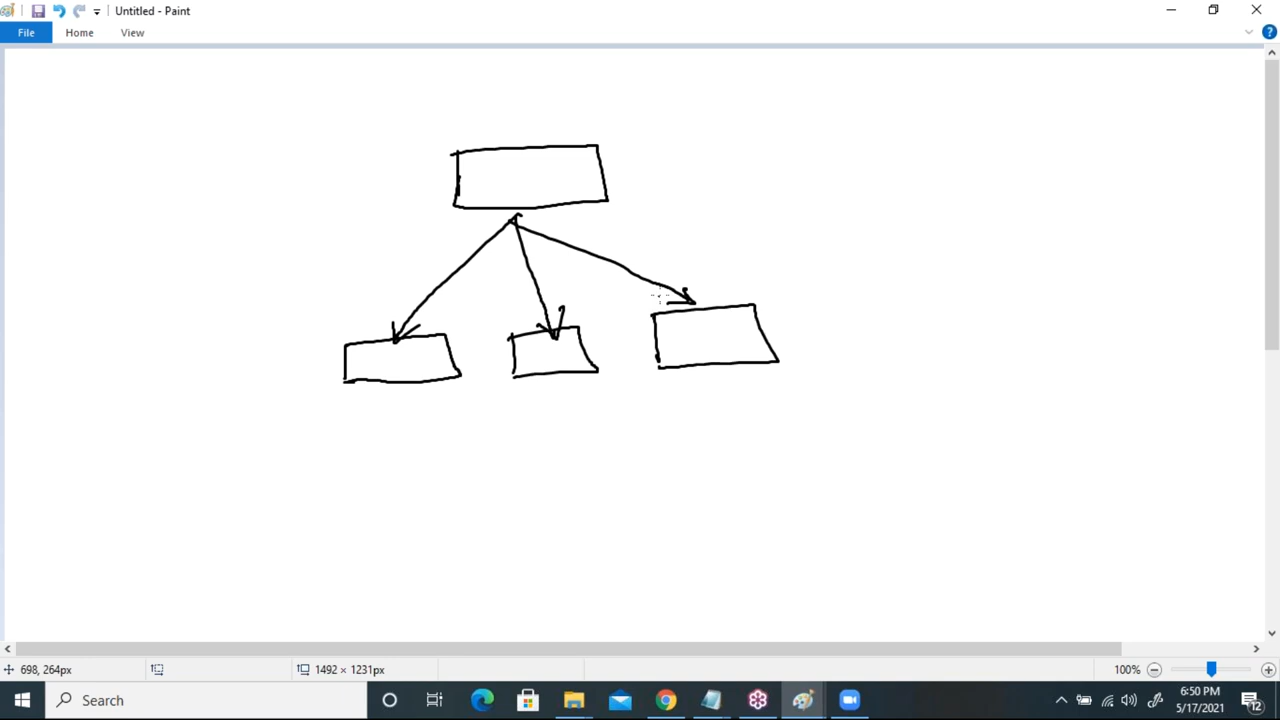 Untitled - Paint
File Home View
698, 264px 1492 × 1231px 100%
Search
6:50 PM
5/17/2021
12